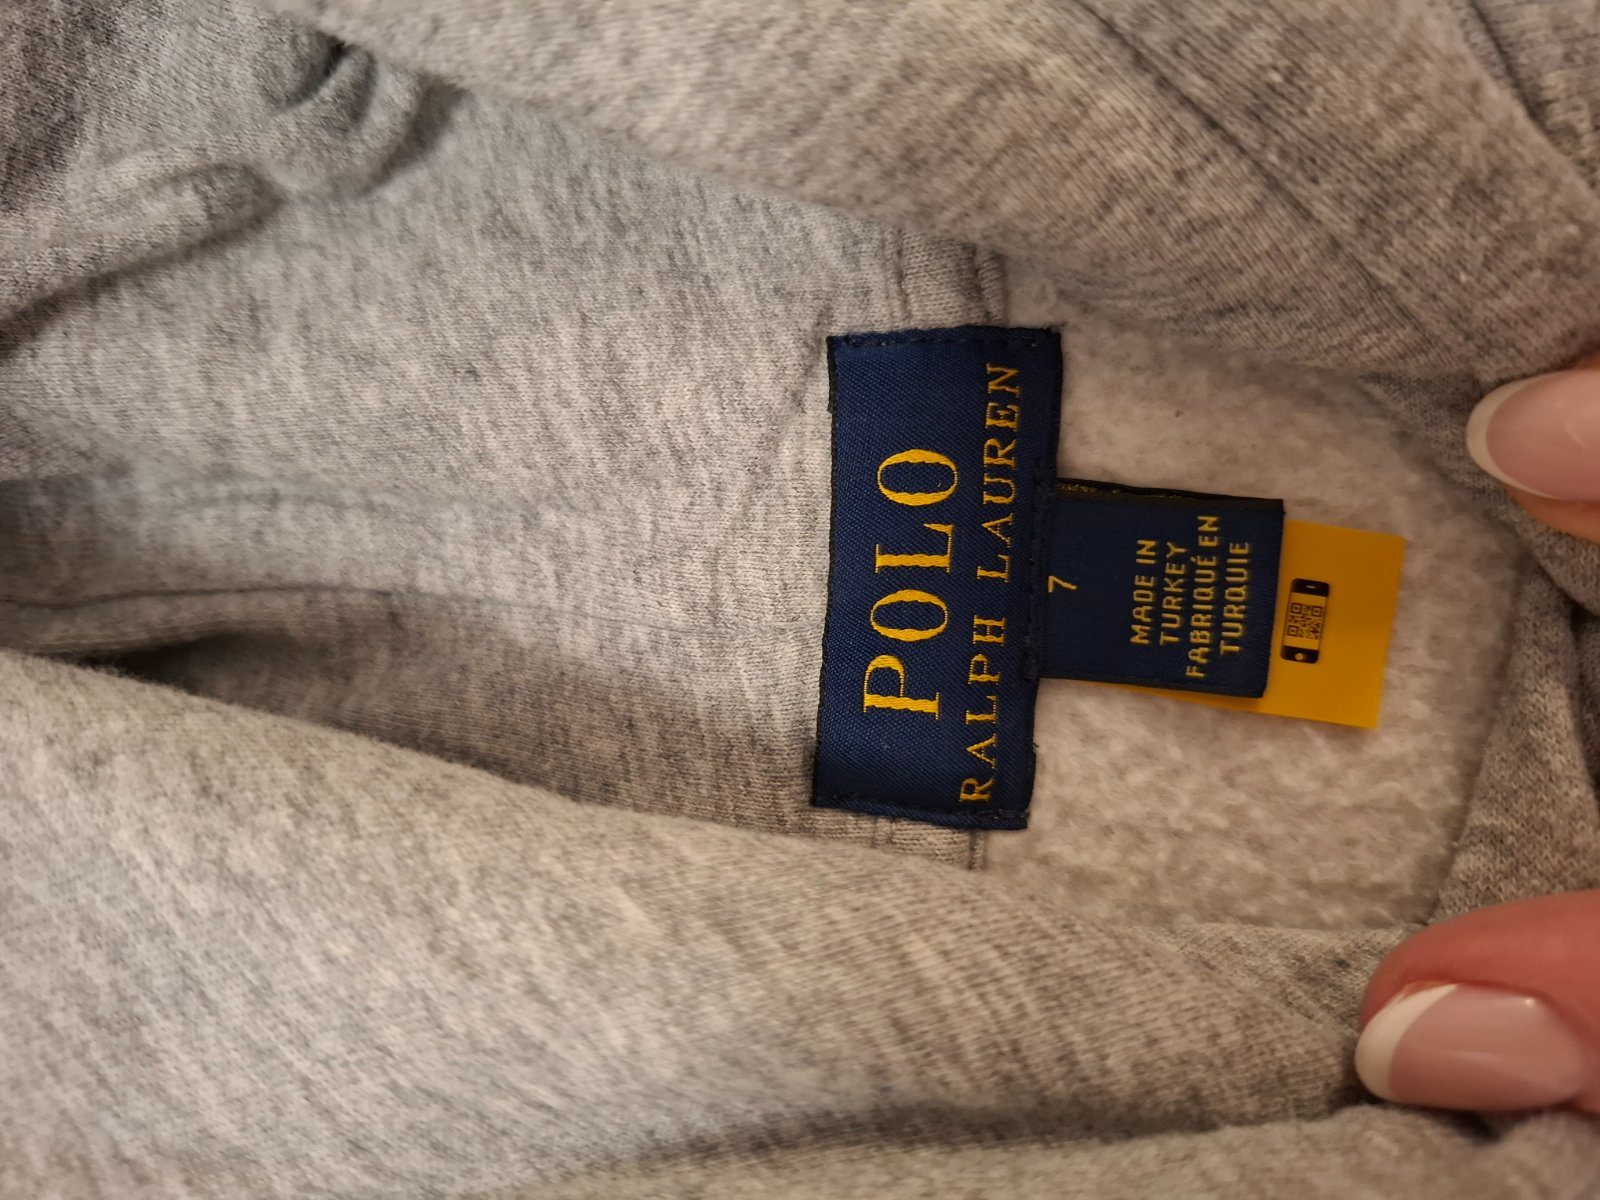 POLO
RALPH LAUREN
7
MADE IN
TURKEY
FABRIQUÉ EN
TURQUIE